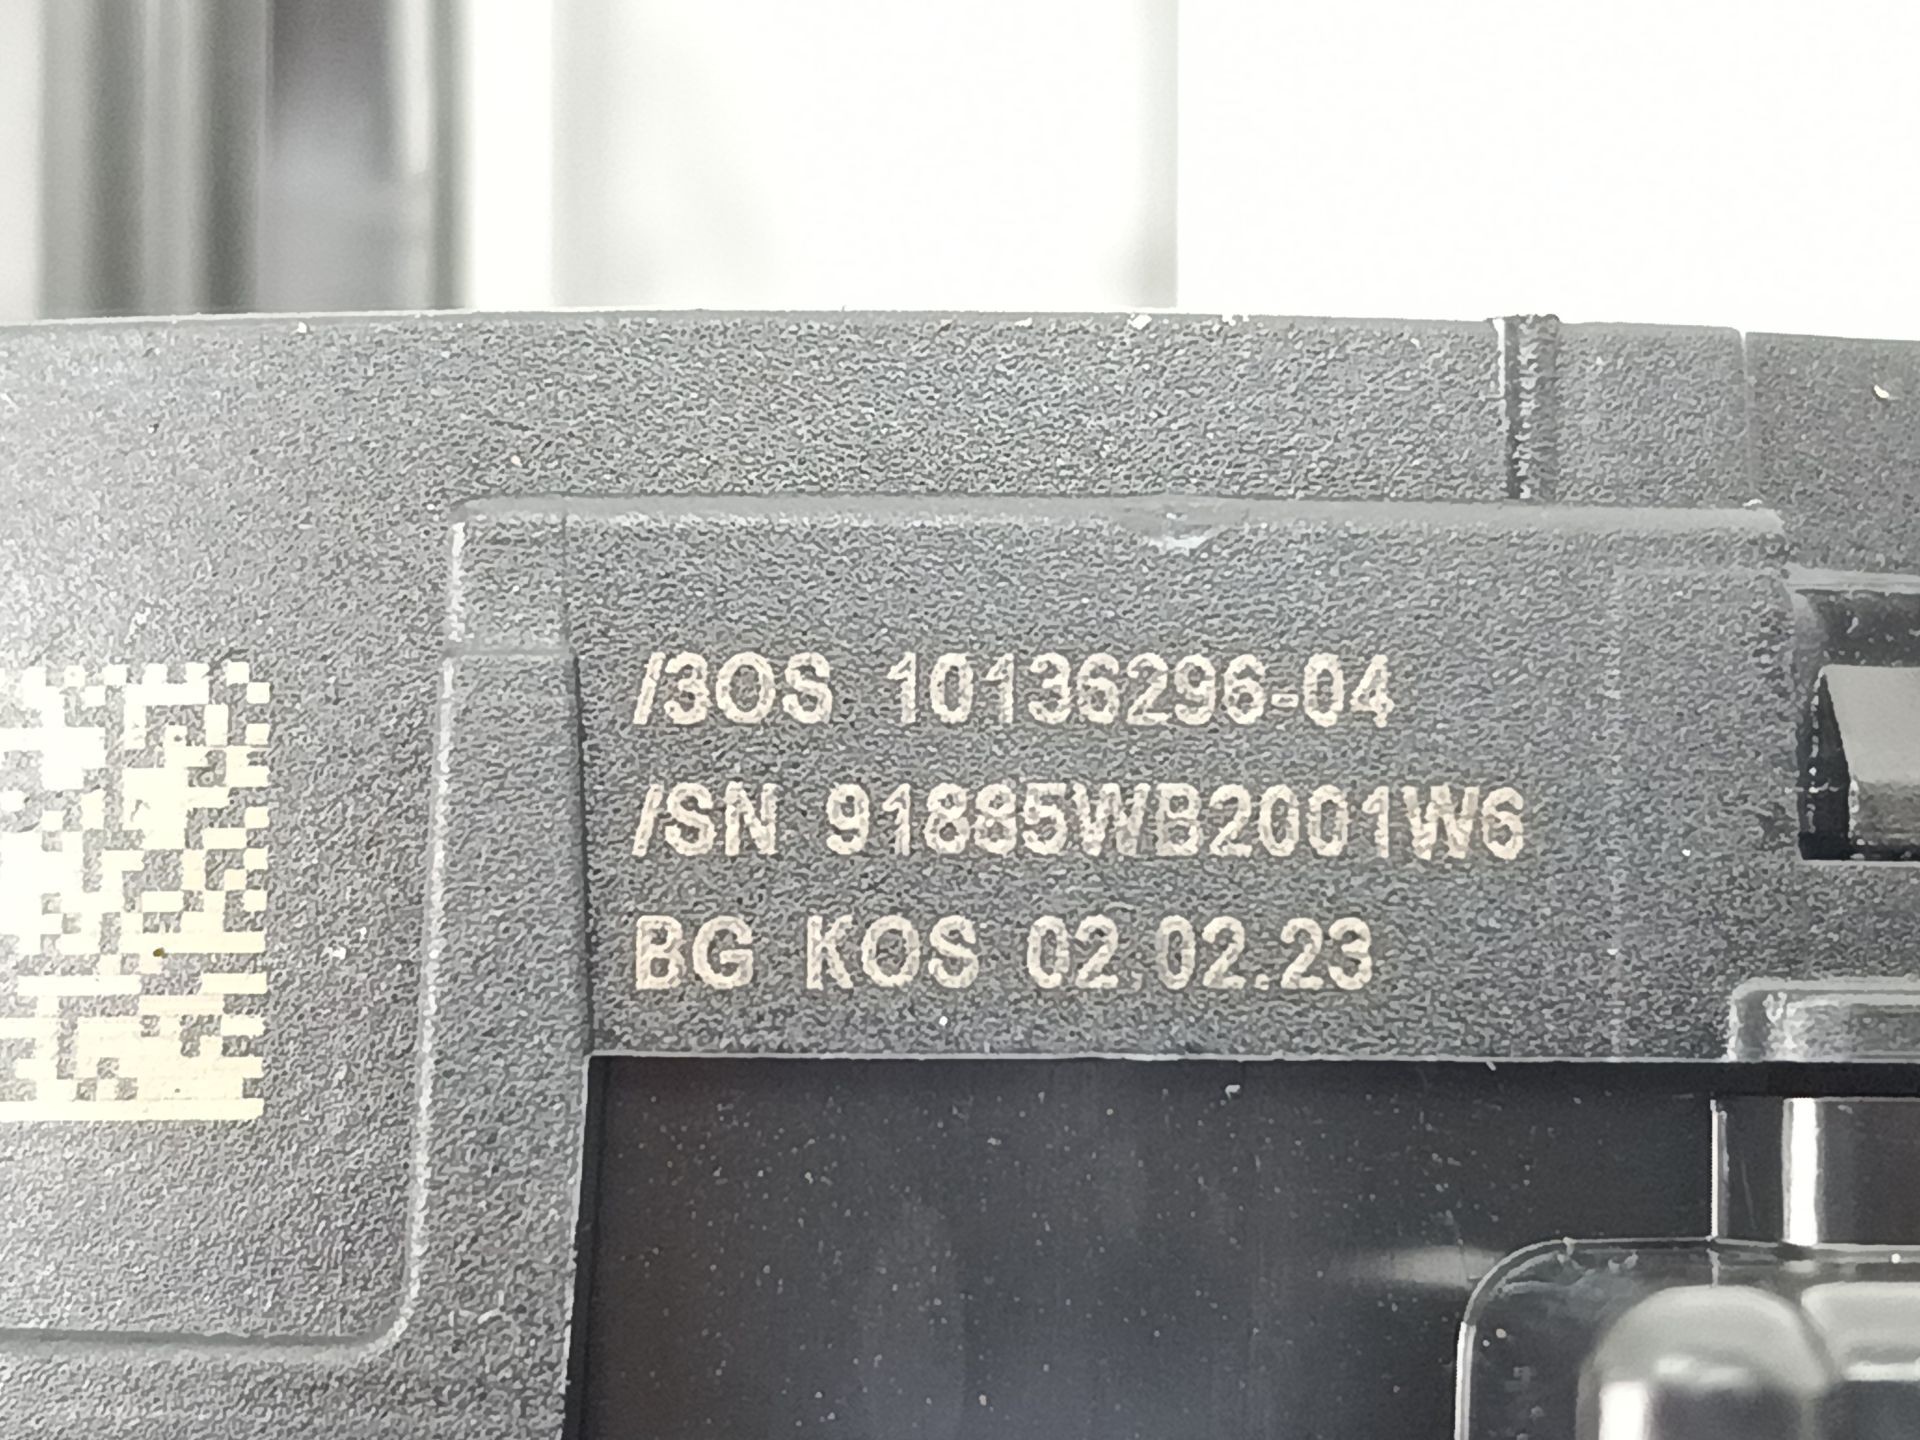 /3OS 10136296-04
/SN 91885WB2001W6
BG KOS 02.02.23